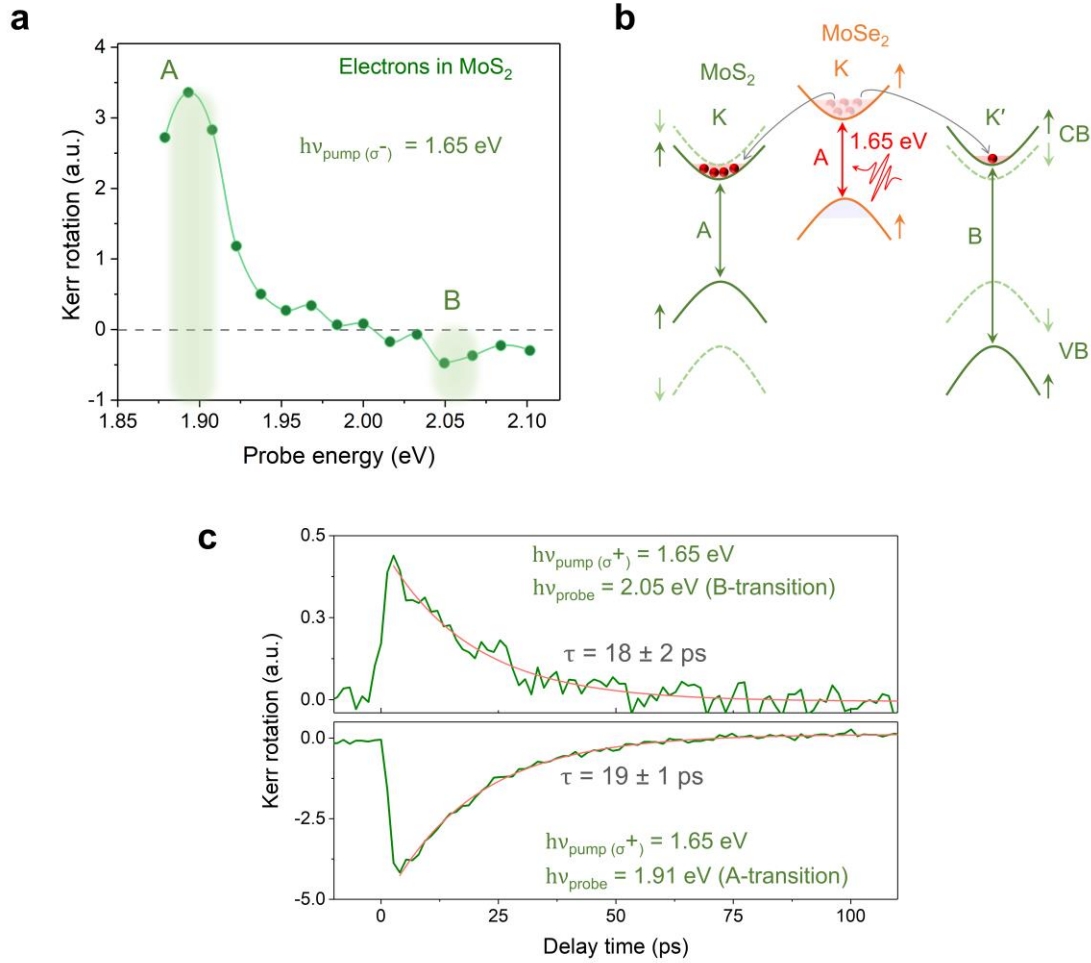 a
4
3
2
1
0
-1
Kerr rotation (a.u.)
A
Electrons in MoS₂
hνpump (σ⁻) = 1.65 eV
B
1.85 1.90 1.95 2.00 2.05 2.10
Probe energy (eV)
b
MoSe₂
MoS₂ K
K K′
CB
A 1.65 eV
A B
VB
c
0.5
0.3
0.0
hνpump (σ⁺) = 1.65 eV
hνprobe = 2.05 eV (B-transition)
τ = 18 ± 2 ps
Kerr rotation (a.u.)
0.0
-2.5
-5.0
τ = 19 ± 1 ps
hνpump (σ⁺) = 1.65 eV
hνprobe = 1.91 eV (A-transition)
0 25 50 75 100
Delay time (ps)